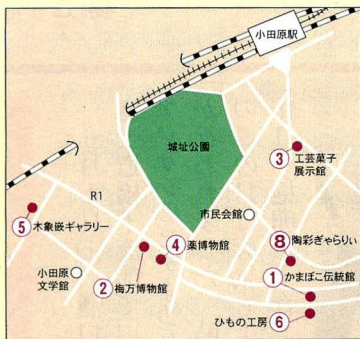 小田原駅
城址公園
③
工芸菓子
展示館
R1
市民会館
⑤
木象嵌ギャラリー
④
薬博物館
⑧
陶彩ぎゃらりい
小田原
文学館
②
梅万博物館
①
かまぼこ伝統館
ひもの工房
⑥